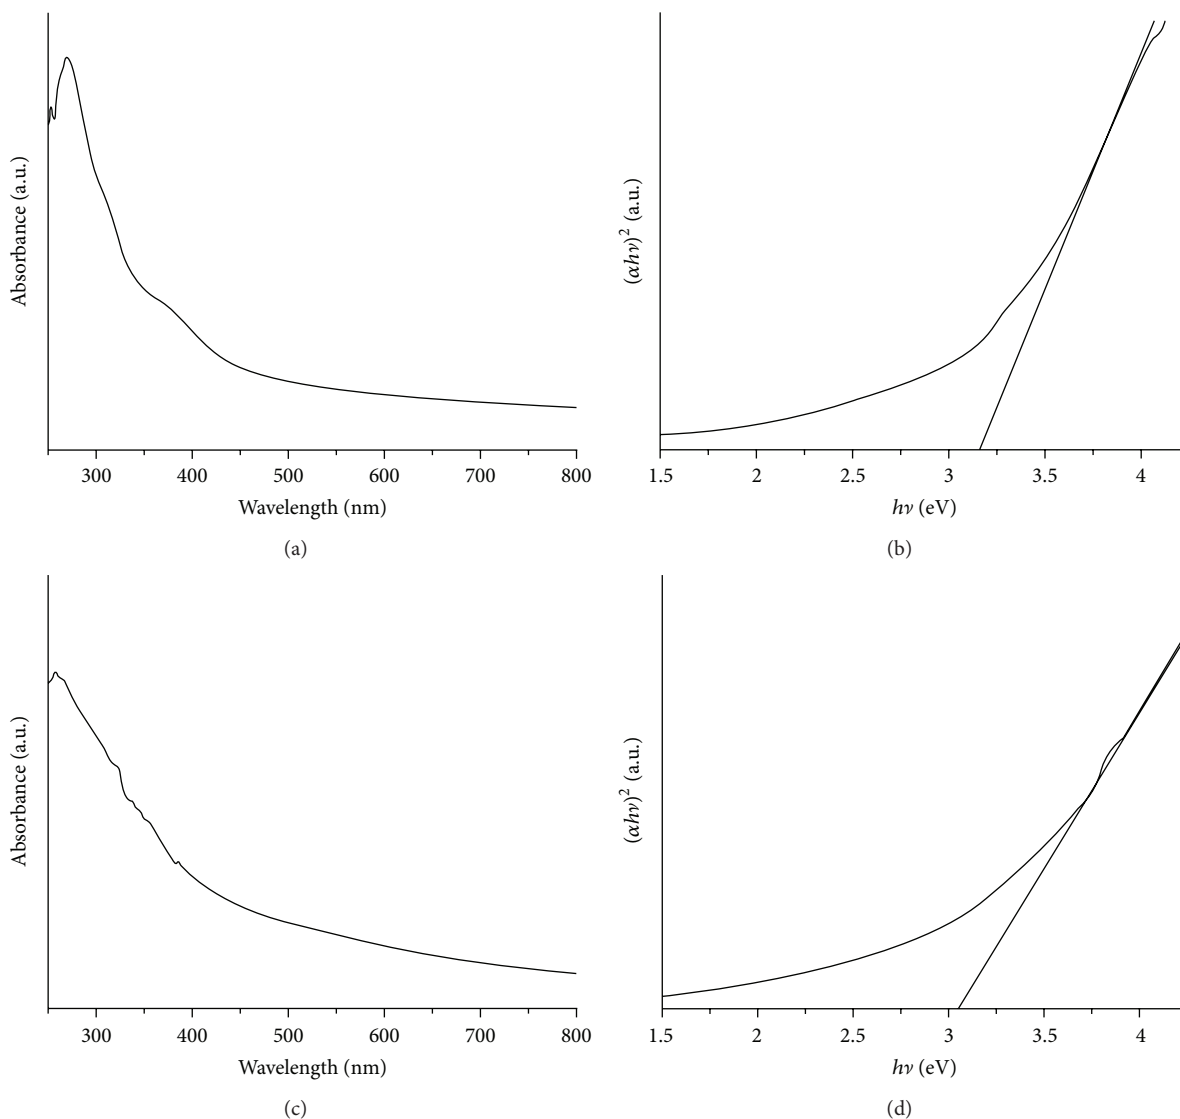 Absorbance (a.u.)
300 400 500 600 700 800
Wavelength (nm)
(a)
(αhν)² (a.u.)
1.5 2 2.5 3 3.5 4
hν (eV)
(b)
Absorbance (a.u.)
300 400 500 600 700 800
Wavelength (nm)
(c)
(αhν)² (a.u.)
1.5 2 2.5 3 3.5 4
hν (eV)
(d)